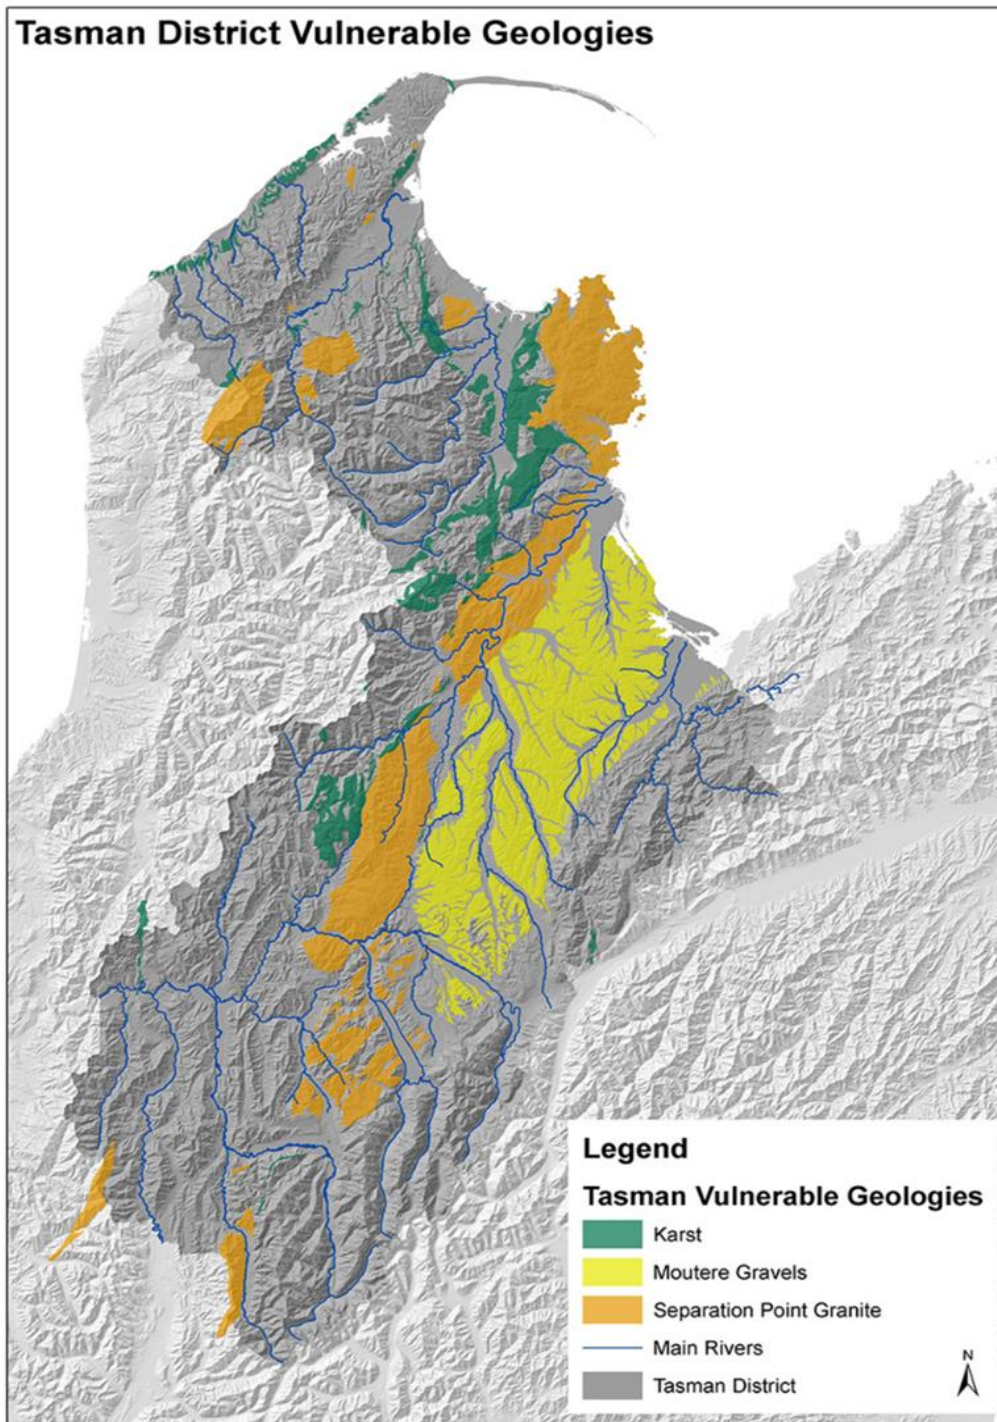 Tasman District Vulnerable Geologies
Legend
Tasman Vulnerable Geologies
Karst
Moutere Gravels
Separation Point Granite
Main Rivers
Tasman District
N